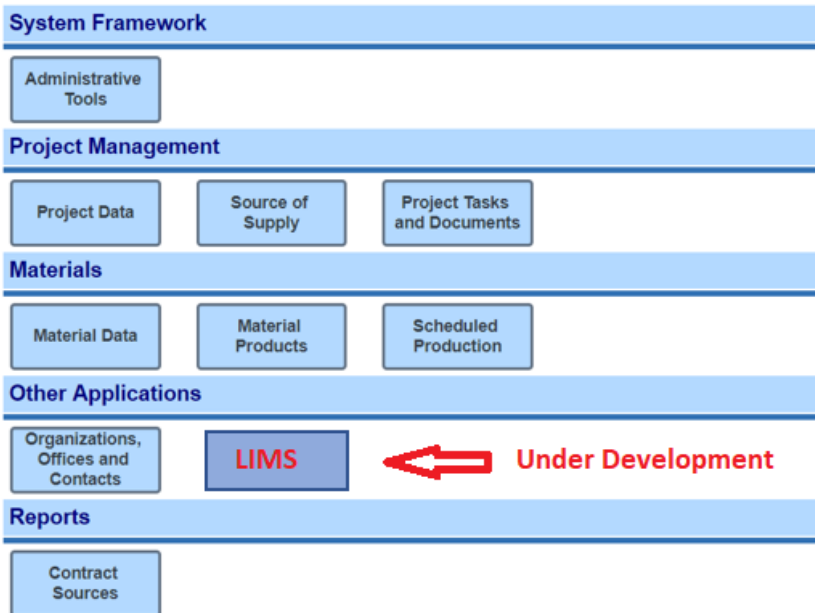 System Framework
Administrative
Tools
Project Management
Project Data
Source of
Supply
Project Tasks
and Documents
Materials
Material Data
Material
Products
Scheduled
Production
Other Applications
Organizations,
Offices and
Contacts
LIMS
Under Development
Reports
Contract
Sources